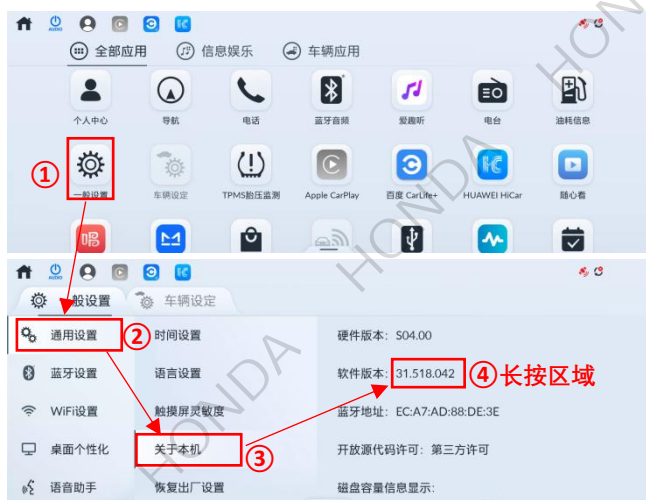 AUDIO
全部应用 信息娱乐 车辆应用
个人中心 导航 电话 蓝牙音频 爱趣听 电台 油耗信息
①
一般设置 车辆设定 TPMS胎压监测 Apple CarPlay 百度 CarLife+ HUAWEI HiCar 随心看
唱吧
AUDIO
一般设置 车辆设定
通用设置 ② 时间设置 硬件版本: S04.00
蓝牙设置 语言设置 软件版本: 31.518.042 ④长按区域
WiFi设置 触摸屏灵敏度 蓝牙地址: EC:A7:AD:88:DE:3E
桌面个性化 关于本机 ③ 开放源代码许可: 第三方许可
语音助手 恢复出厂设置 磁盘容量信息显示:
HONDA
HONDA
HONDA